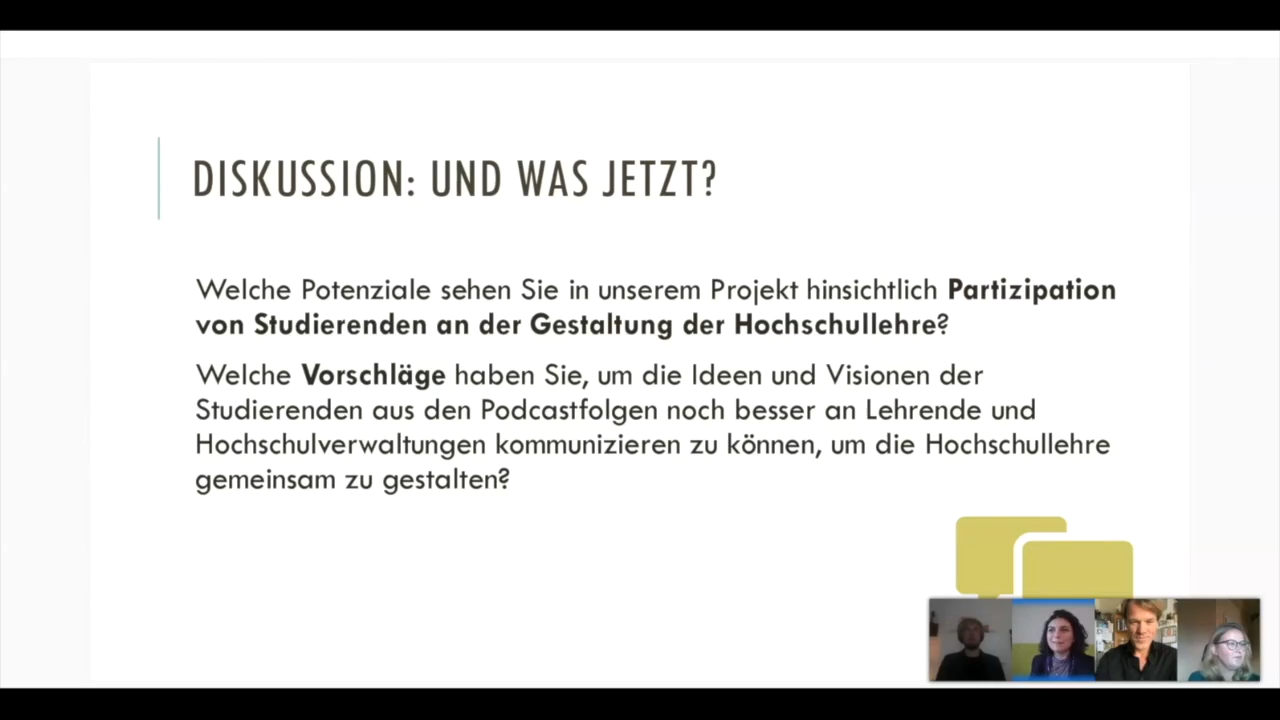 DISKUSSION: UND WAS JETZT?
Welche Potenziale sehen Sie in unserem Projekt hinsichtlich Partizipation
von Studierenden an der Gestaltung der Hochschullehre?
Welche Vorschläge haben Sie, um die Ideen und Visionen der
Studierenden aus den Podcastfolgen noch besser an Lehrende und
Hochschulverwaltungen kommunizieren zu können, um die Hochschullehre
gemeinsam zu gestalten?